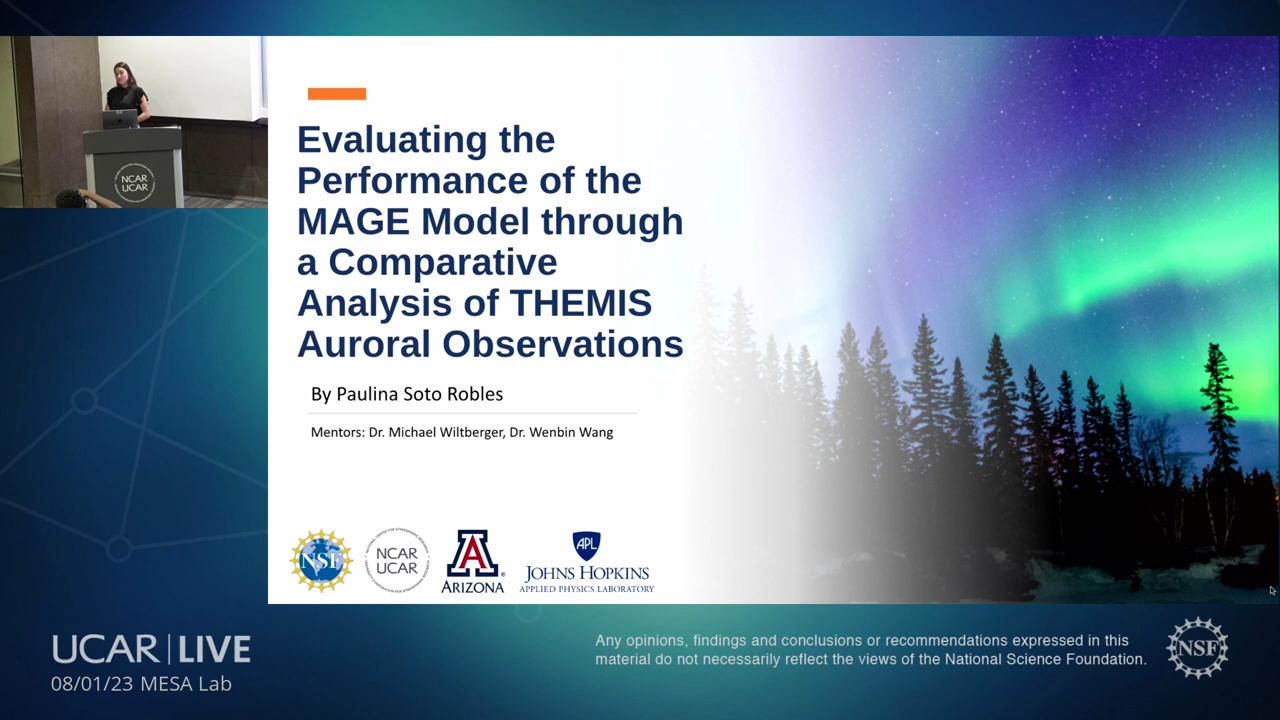 NCAR
UCAR
Evaluating the
Performance of the
MAGE Model through
a Comparative
Analysis of THEMIS
Auroral Observations
By Paulina Soto Robles
Mentors: Dr. Michael Wiltberger, Dr. Wenbin Wang
NSF
NCAR
UCAR
A
ARIZONA
APL
JOHNS HOPKINS
APPLIED PHYSICS LABORATORY
UCAR | LIVE
08/01/23 MESA Lab
Any opinions, findings and conclusions or recommendations expressed in this
material do not necessarily reflect the views of the National Science Foundation.
NSF